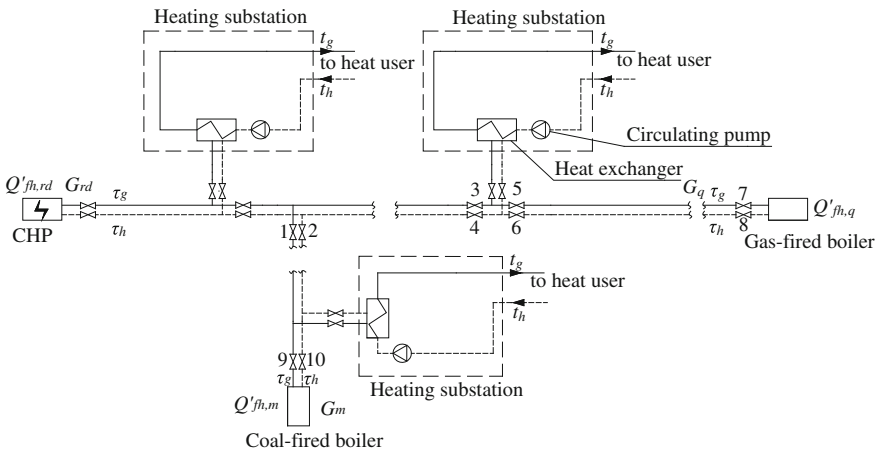 Heating substation
Heating substation
t_g
to heat user
t_h
t_g
to heat user
t_h
Circulating pump
Heat exchanger
Q'_fh,rd
G_rd
τ_g
τ_h
CHP
1 2
3 5
4 6
G_q τ_g 7
τ_h 8
Q'_fh,q
Gas-fired boiler
t_g
to heat user
t_h
Heating substation
9 10
τ_g τ_h
Q'_fh,m
G_m
Coal-fired boiler